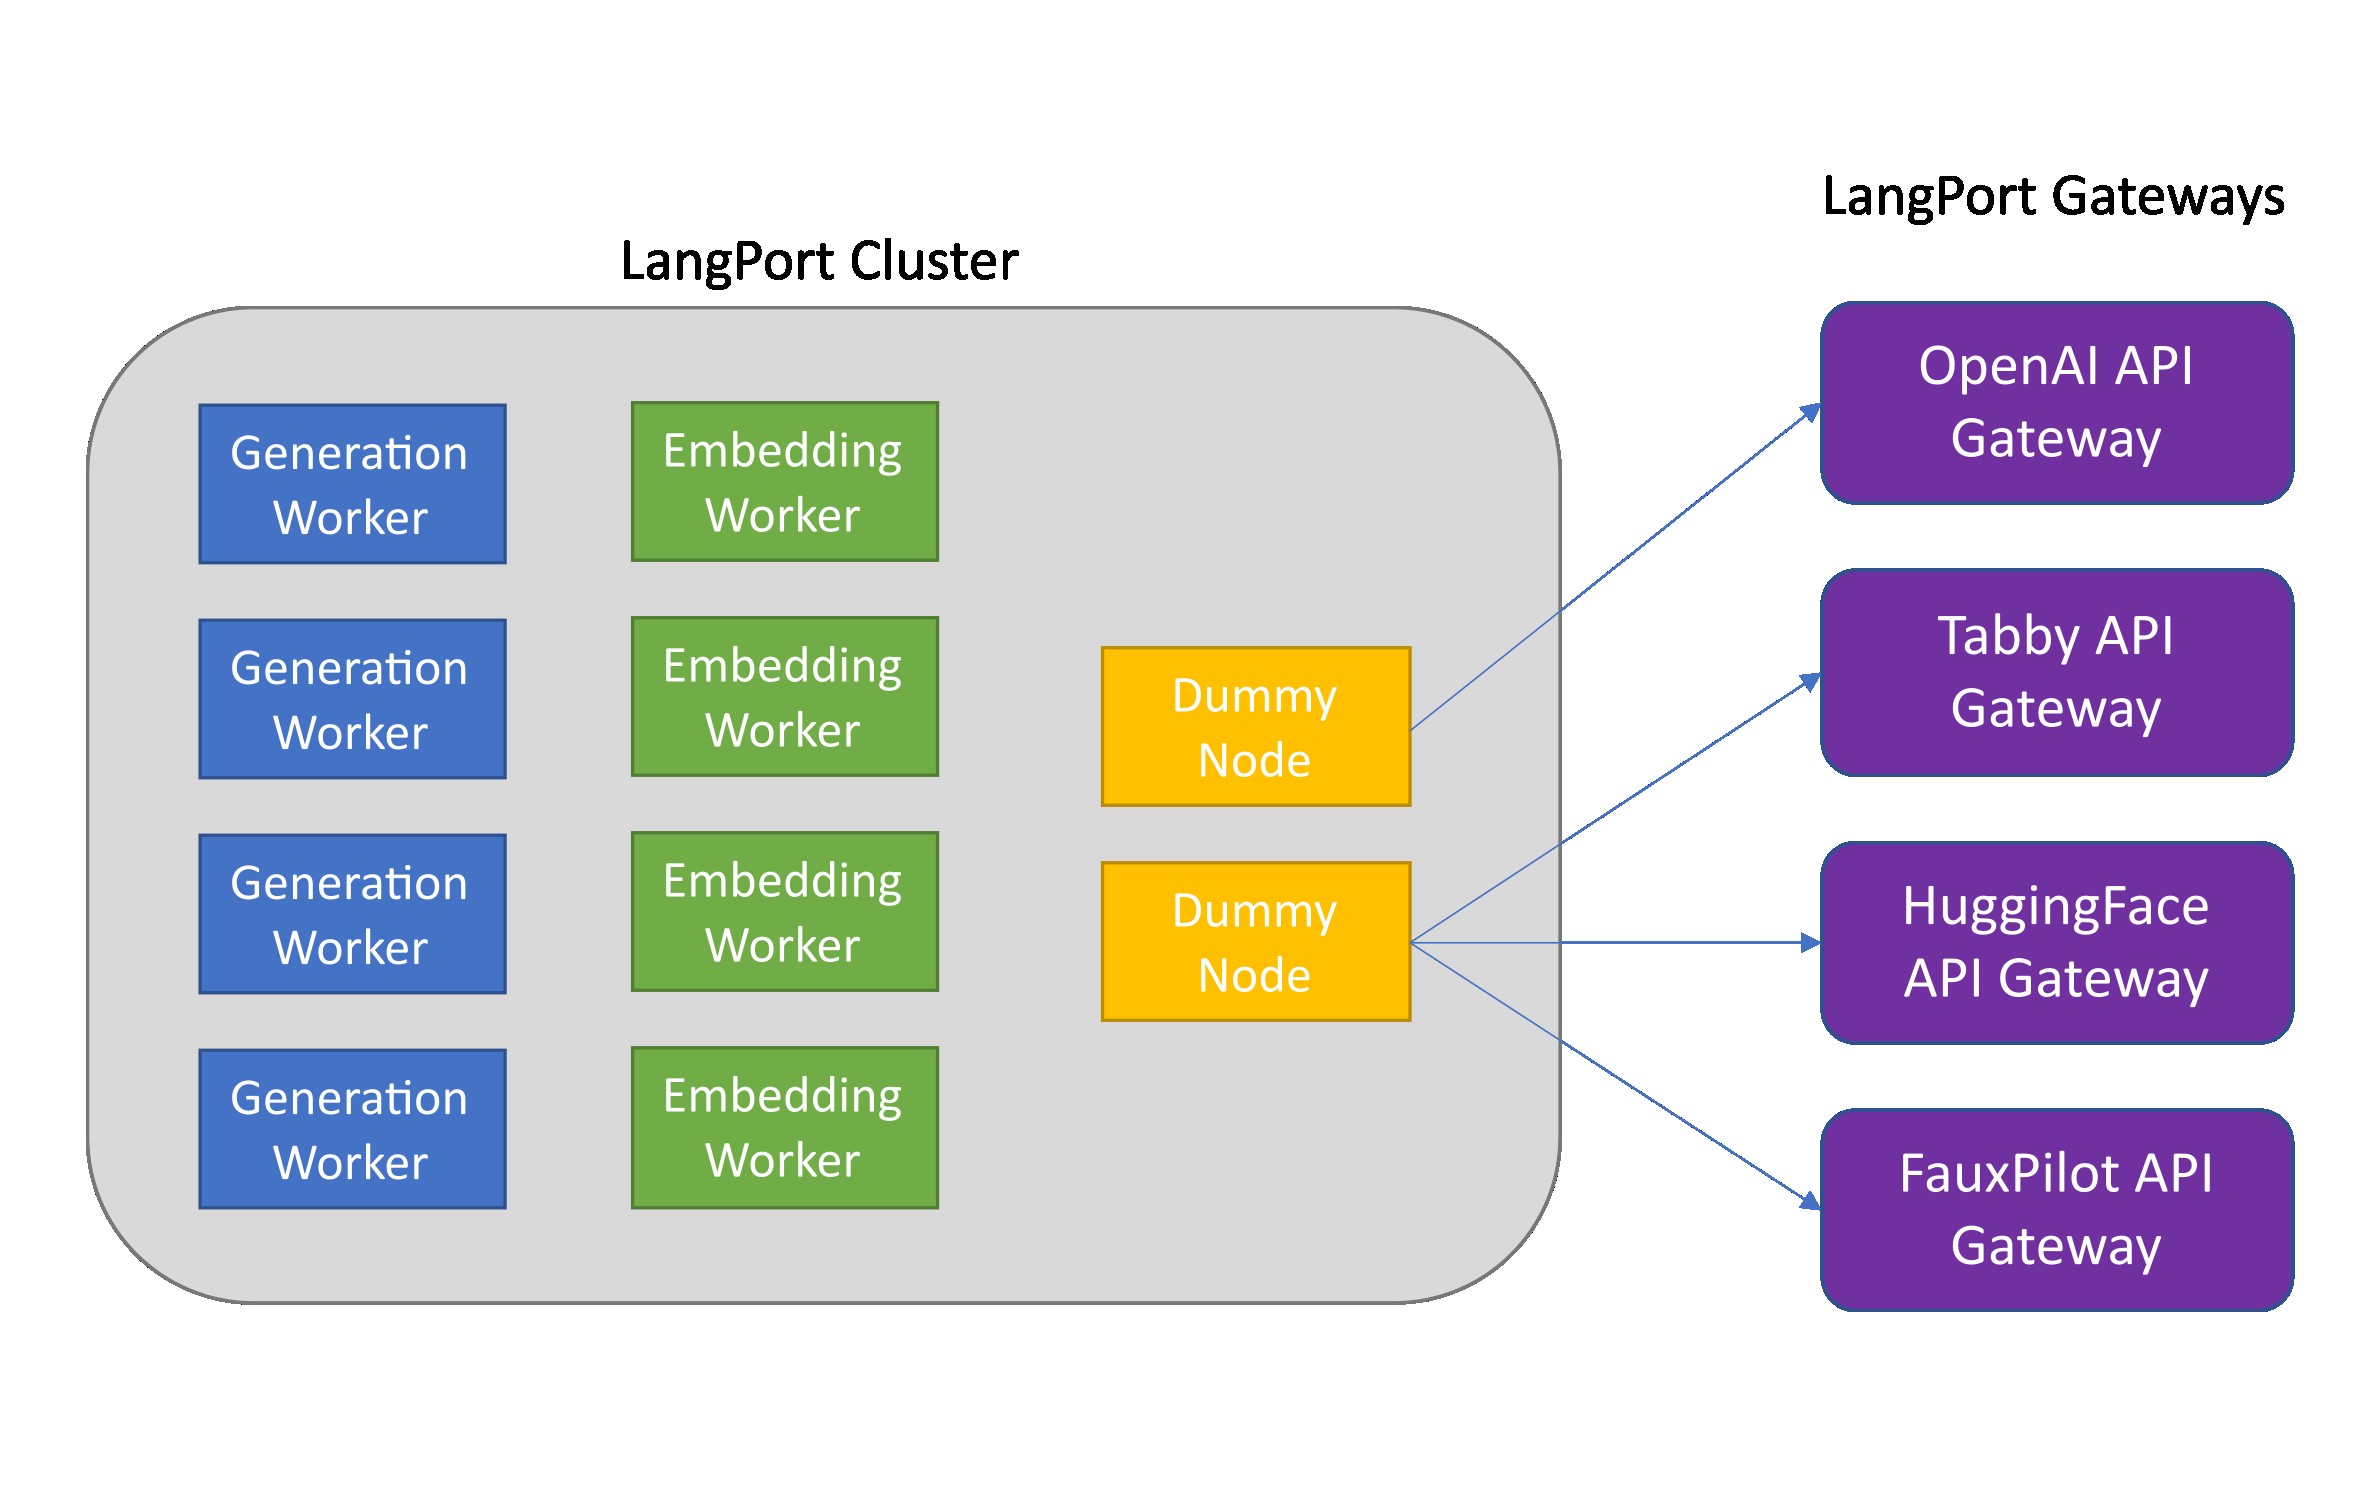 LangPort Cluster
Generation
Worker
Generation
Worker
Generation
Worker
Generation
Worker
Embedding
Worker
Embedding
Worker
Embedding
Worker
Embedding
Worker
Dummy
Node
Dummy
Node
LangPort Gateways
OpenAI API
Gateway
Tabby API
Gateway
HuggingFace
API Gateway
FauxPilot API
Gateway